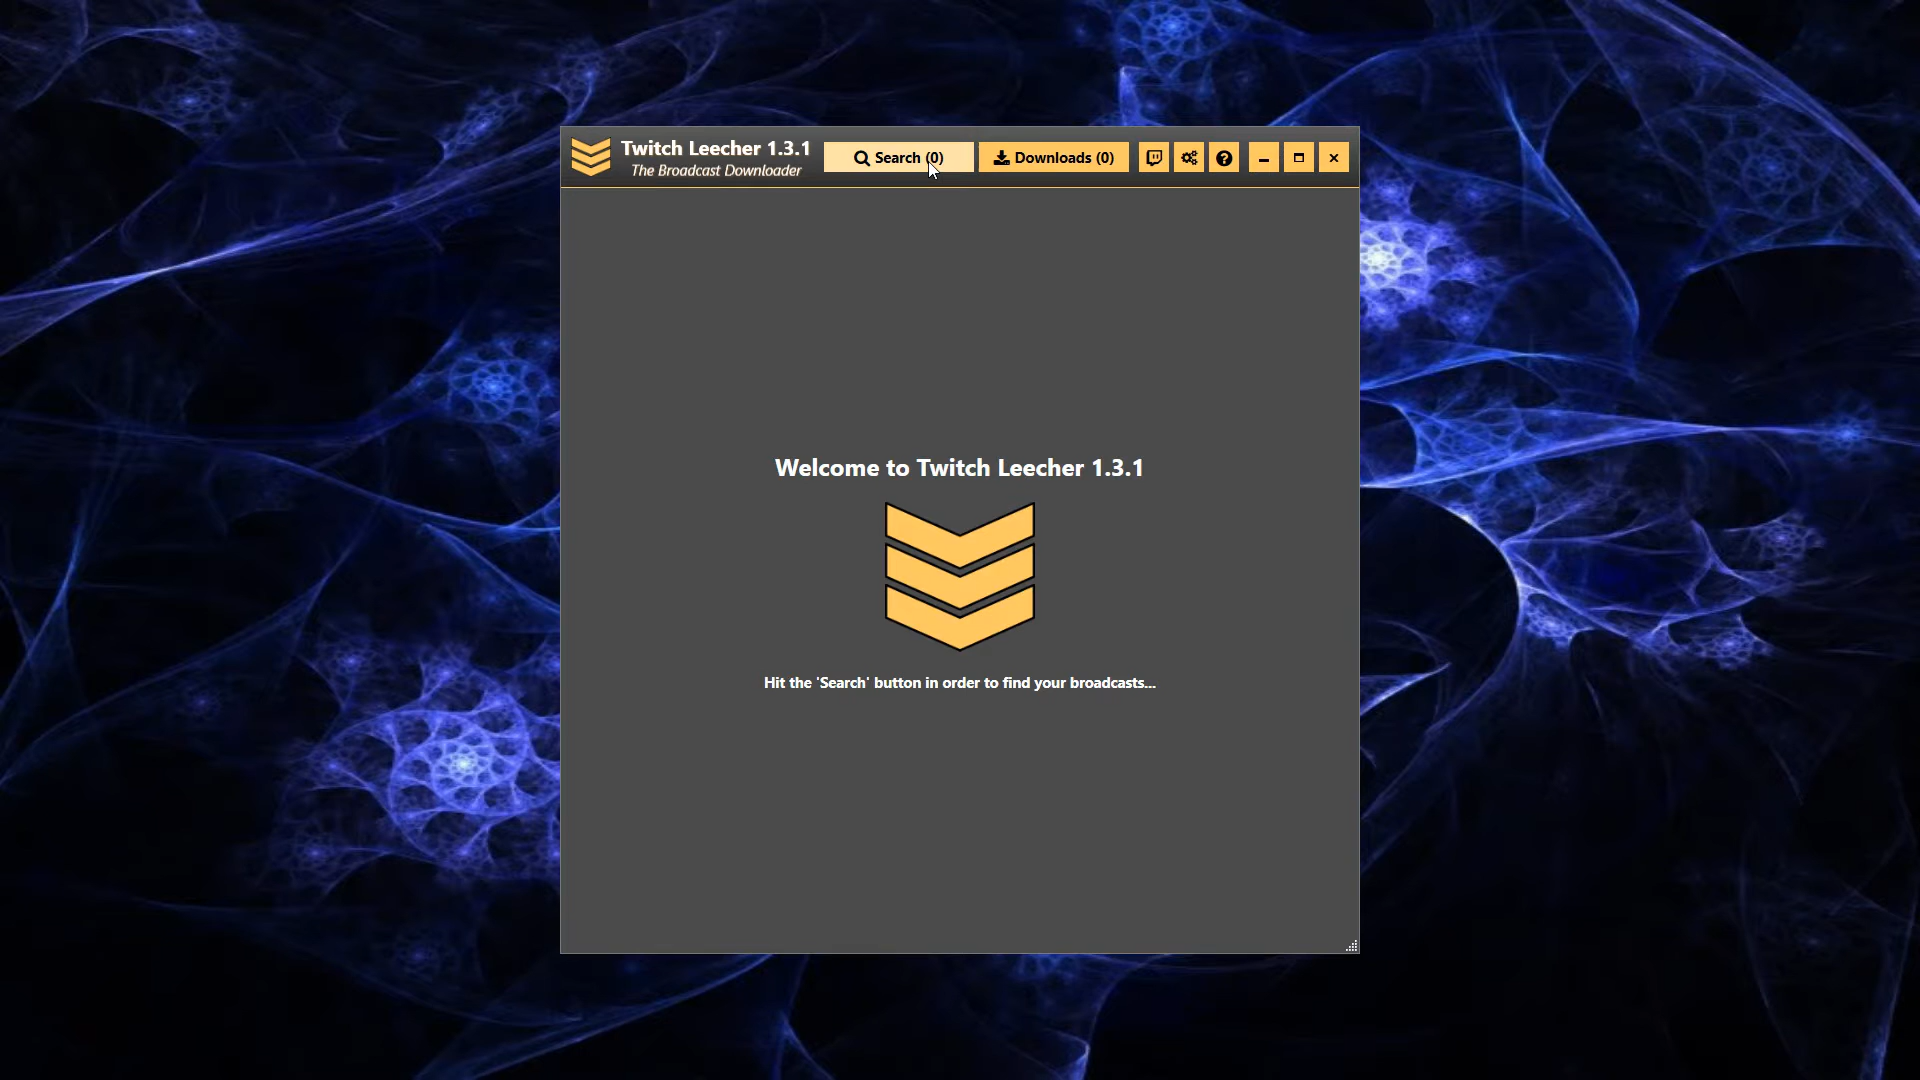 Twitch Leecher 1.3.1
The Broadcast Downloader
Search (0)
Downloads (0)
Welcome to Twitch Leecher 1.3.1
Hit the 'Search' button in order to find your broadcasts...